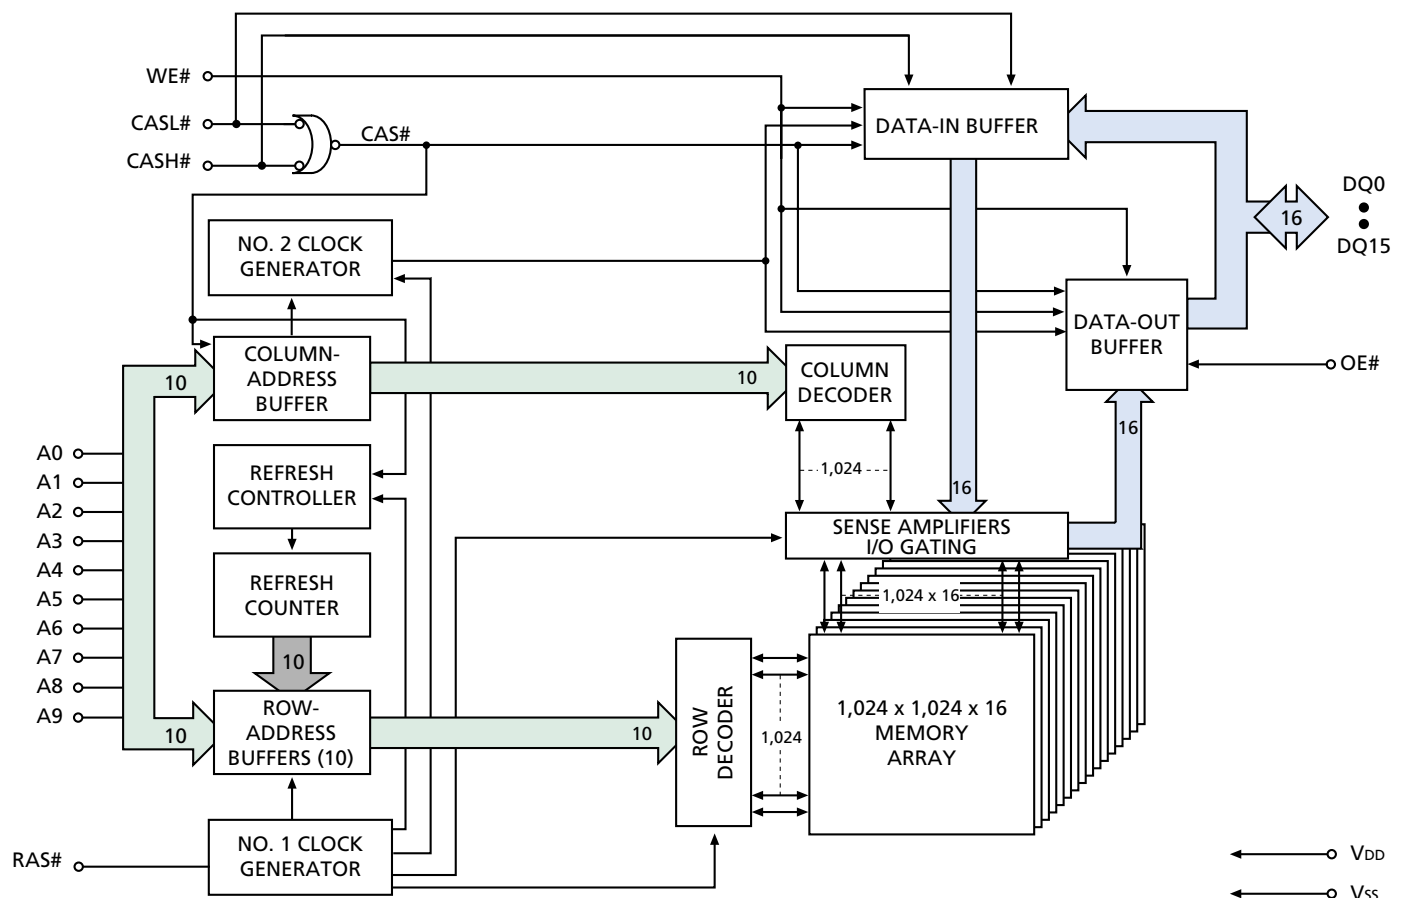 WE#
CASL#
CASH#
CAS#
DATA-IN BUFFER
DQ0
16
DQ15
NO. 2 CLOCK
GENERATOR
DATA-OUT
BUFFER
OE#
COLUMN-
ADDRESS
BUFFER
10
10
COLUMN
DECODER
16
1,024
16
A0
A1
A2
A3
A4
A5
A6
A7
A8
A9
REFRESH
CONTROLLER
SENSE AMPLIFIERS
I/O GATING
REFRESH
COUNTER
1,024 x 16
10
ROW-
ADDRESS
BUFFERS (10)
10
10
ROW
DECODER
1,024
1,024 x 1,024 x 16
MEMORY
ARRAY
NO. 1 CLOCK
GENERATOR
RAS#
VDD
VSS